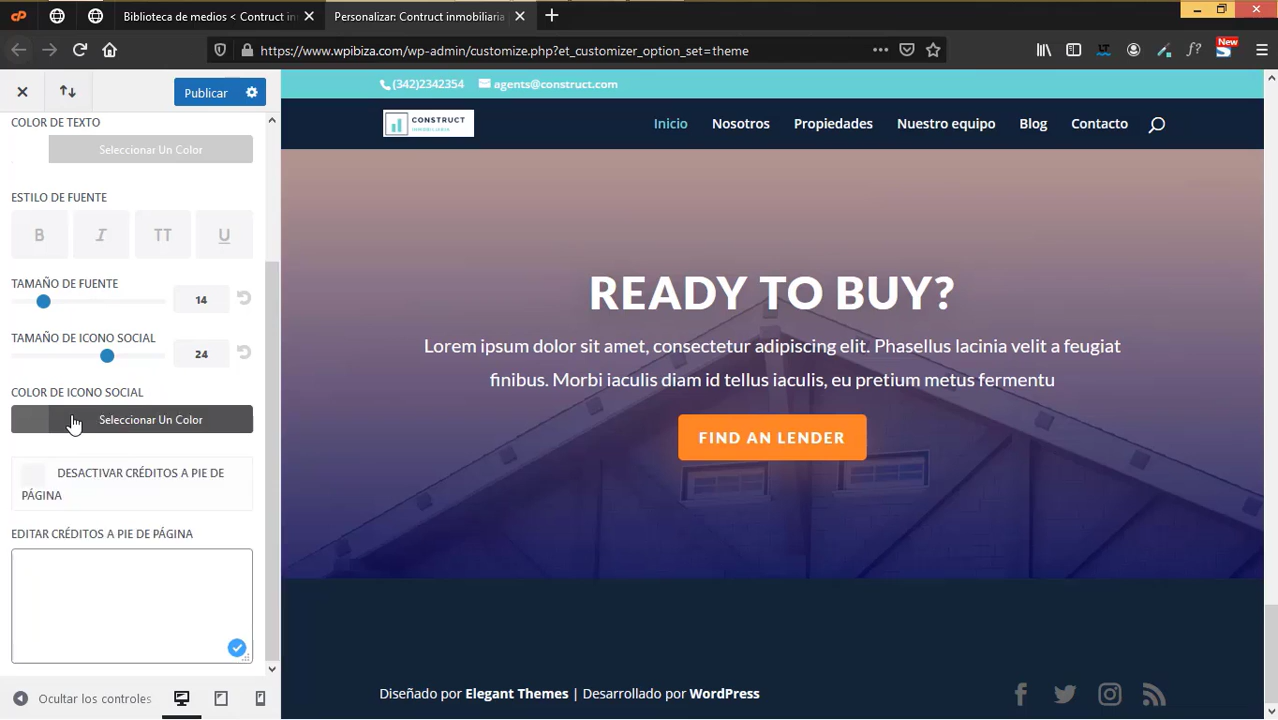 Biblioteca de medios < Contruct in
Personalizar: Contruct inmobiliaria
https://www.wpibiza.com/wp-admin/customize.php?et_customizer_option_set=theme
New
Publicar
(342)2342354
agents@construct.com
CONSTRUCT
Inicio
Nosotros
Propiedades
Nuestro equipo
Blog
Contacto
COLOR DE TEXTO
Seleccionar Un Color
ESTILO DE FUENTE
B
I
TT
U
TAMAÑO DE FUENTE
14
TAMAÑO DE ICONO SOCIAL
24
COLOR DE ICONO SOCIAL
Seleccionar Un Color
DESACTIVAR CRÉDITOS A PIE DE
PÁGINA
EDITAR CRÉDITOS A PIE DE PÁGINA
Ocultar los controles
READY TO BUY?
Lorem ipsum dolor sit amet, consectetur adipiscing elit. Phasellus lacinia velit a feugiat
finibus. Morbi iaculis diam id tellus iaculis, eu pretium metus fermentu
FIND AN LENDER
Diseñado por Elegant Themes | Desarrollado por WordPress